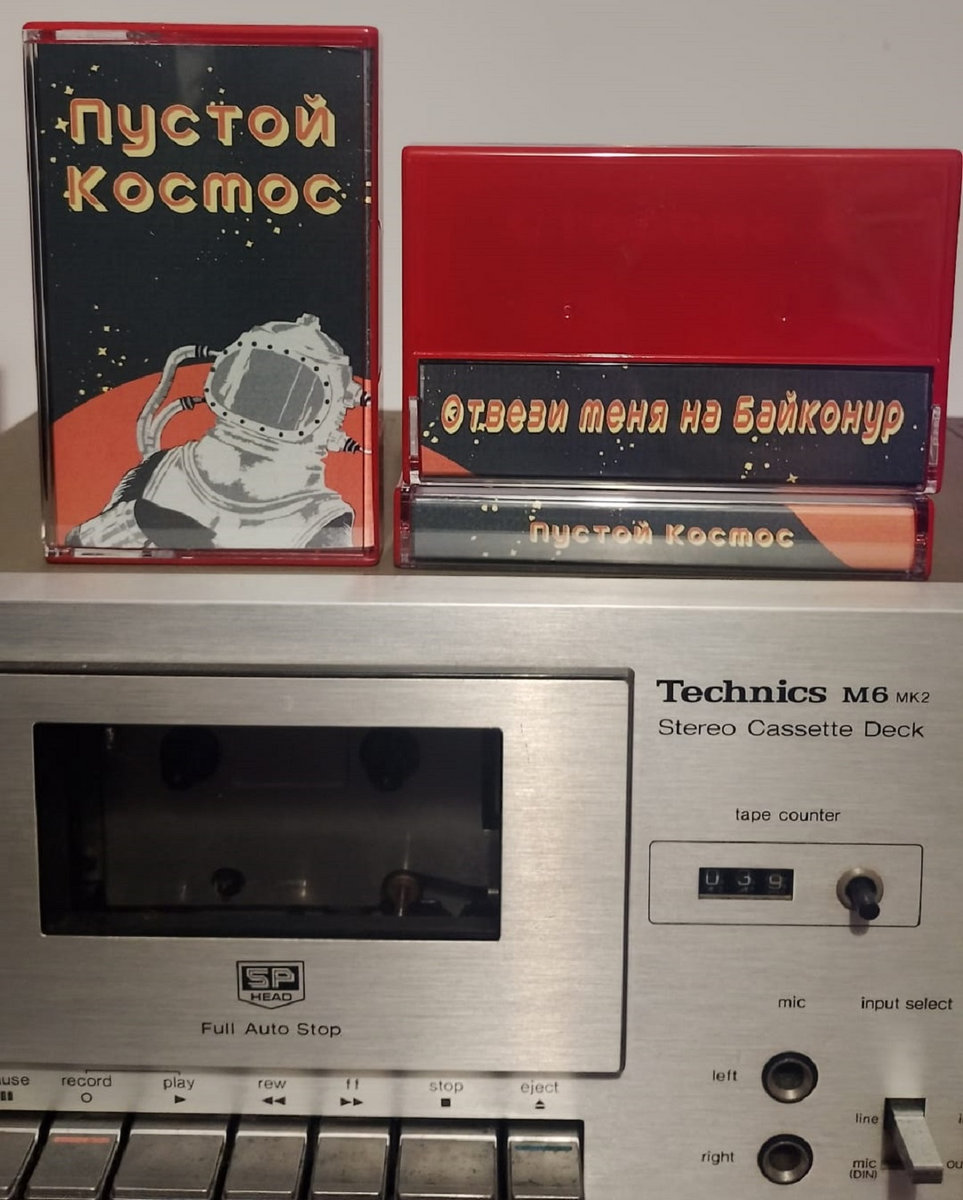 Пустой
Космос
Отвези меня на Байконур
Пустой Космос
Technics M6 MK2
Stereo Cassette Deck
tape counter
039
SP
HEAD
Full Auto Stop
mic
input select
record
play
rew
ff
stop
eject
left
right
line
mic
(DIN)